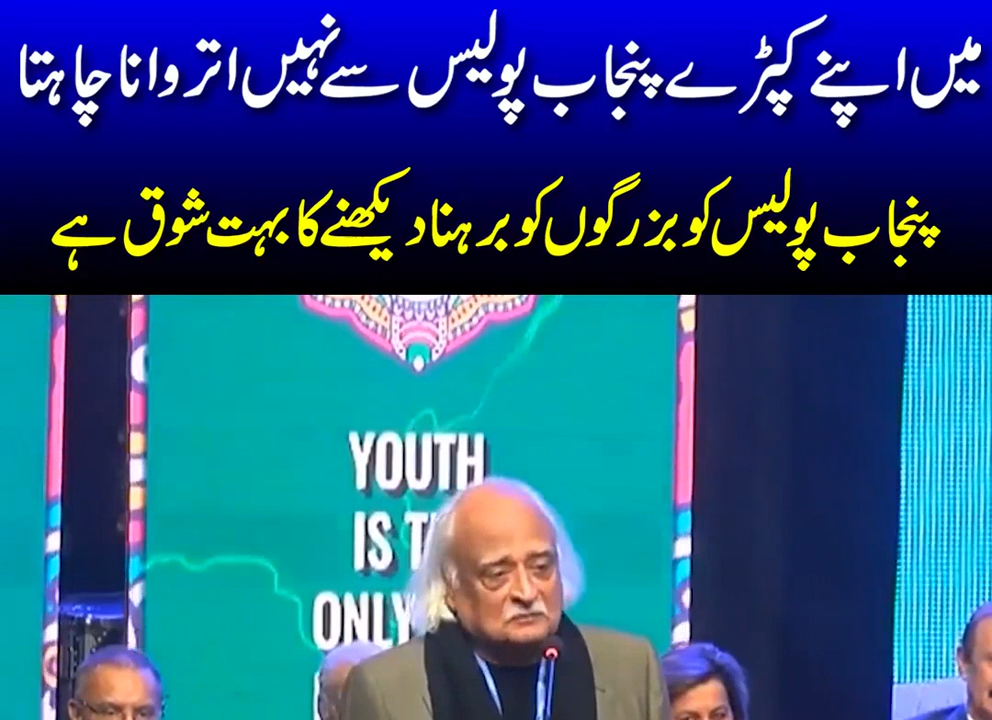 میں اپنے کپڑے پنجاب پولیس سے نہیں اتروانا چاہتا
پنجاب پولیس کو بزرگوں کو برہنا دیکھنے کا بہت شوق ہے
YOUTH
IS
ONLY